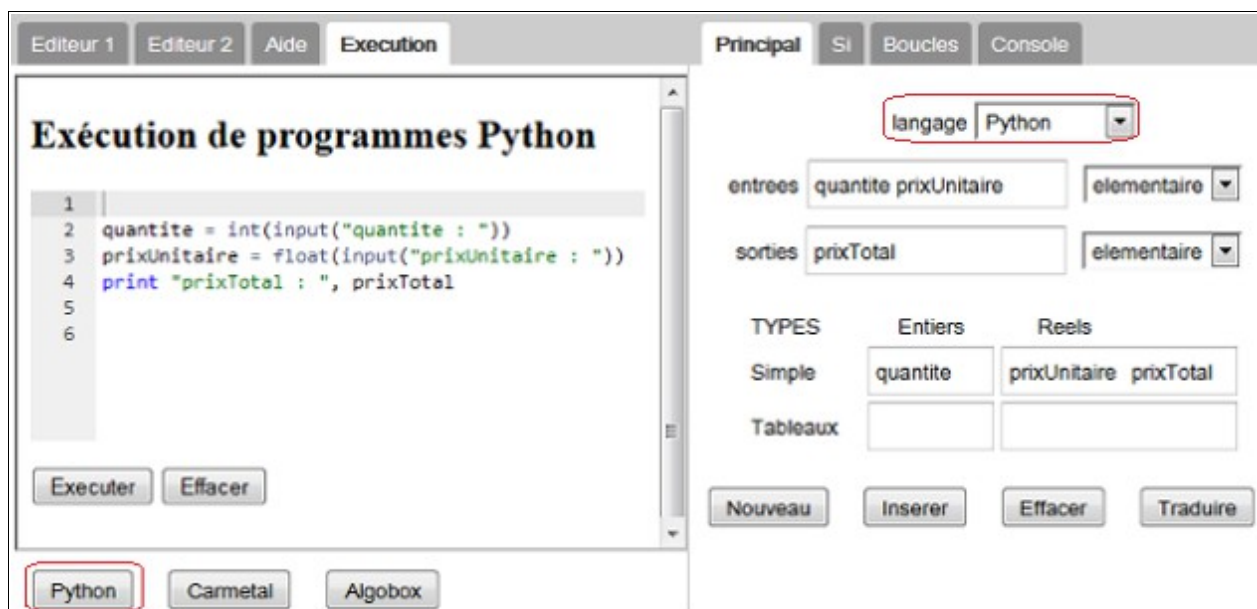 Editeur 1 Editeur 2 Aide Execution
Exécution de programmes Python
1
2 quantite = int(input("quantite : "))
3 prixUnitaire = float(input("prixUnitaire : "))
4 print "prixTotal : ", prixTotal
5
6
Executer Effacer
Python Carmetal Algobox
Principal Si Boucles Console
langage Python
entrees quantite prixUnitaire elementaire
sorties prixTotal elementaire
TYPES Entiers Reels
Simple quantite prixUnitaire prixTotal
Tableaux
Nouveau Inserer Effacer Traduire